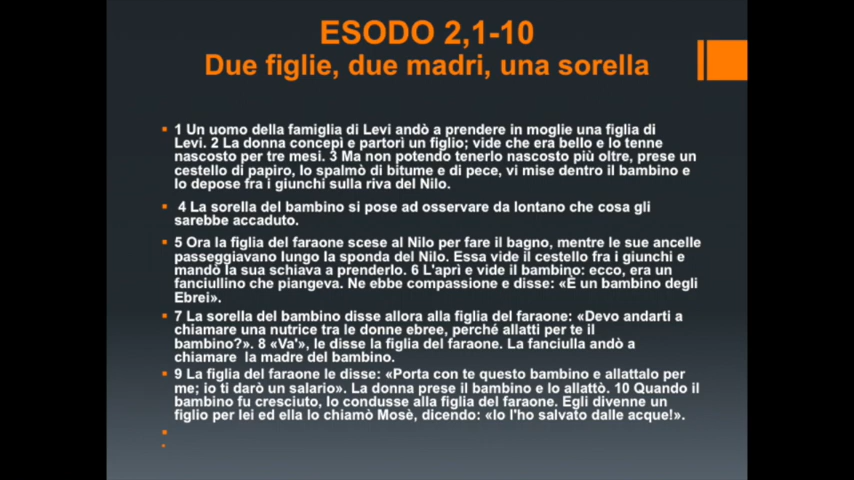 ESODO 2,1-10
Due figlie, due madri, una sorella
1 Un uomo della famiglia di Levi andò a prendere in moglie una figlia di
Levi. 2 La donna concepì e partorì un figlio; vide che era bello e lo tenne
nascosto per tre mesi. 3 Ma non potendo tenerlo nascosto più oltre, prese un
cestello di papiro, lo spalmò di bitume e di pece, vi mise dentro il bambino e
lo depose fra i giunchi sulla riva del Nilo.
4 La sorella del bambino si pose ad osservare da lontano che cosa gli
sarebbe accaduto.
5 Ora la figlia del faraone scese al Nilo per fare il bagno, mentre le sue ancelle
passeggiavano lungo la sponda del Nilo. Essa vide il cestello fra i giunchi e
mandò la sua schiava a prenderlo. 6 L'aprì e vide il bambino: ecco, era un
fanciullino che piangeva. Ne ebbe compassione e disse: «È un bambino degli
Ebrei».
7 La sorella del bambino disse allora alla figlia del faraone: «Devo andarti a
chiamare una nutrice tra le donne ebree, perché allatti per te il
bambino?». 8 «Va'», le disse la figlia del faraone. La fanciulla andò a
chiamare la madre del bambino.
9 La figlia del faraone le disse: «Porta con te questo bambino e allattalo per
me; io ti darò un salario». La donna prese il bambino e lo allattò. 10 Quando il
bambino fu cresciuto, lo condusse alla figlia del faraone. Egli divenne un
figlio per lei ed ella lo chiamò Mosè, dicendo: «Io l'ho salvato dalle acque!».